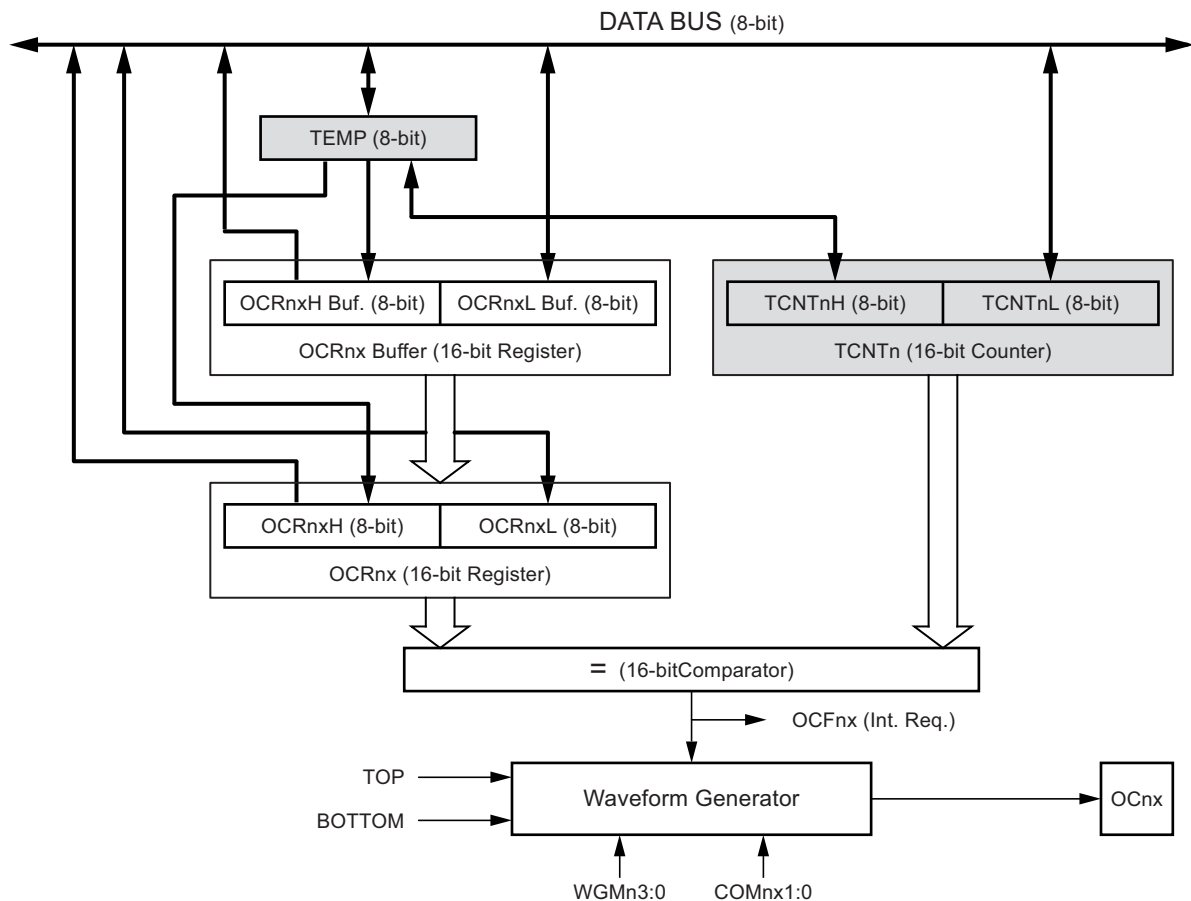 DATA BUS (8-bit)
TEMP (8-bit)
OCRnxH Buf. (8-bit)
OCRnxL Buf. (8-bit)
TCNTnH (8-bit)
TCNTnL (8-bit)
OCRnx Buffer (16-bit Register)
TCNTn (16-bit Counter)
OCRnxH (8-bit)
OCRnxL (8-bit)
OCRnx (16-bit Register)
= (16-bitComparator)
OCFnx (Int. Req.)
TOP
BOTTOM
Waveform Generator
OCnx
WGMn3:0
COMnx1:0